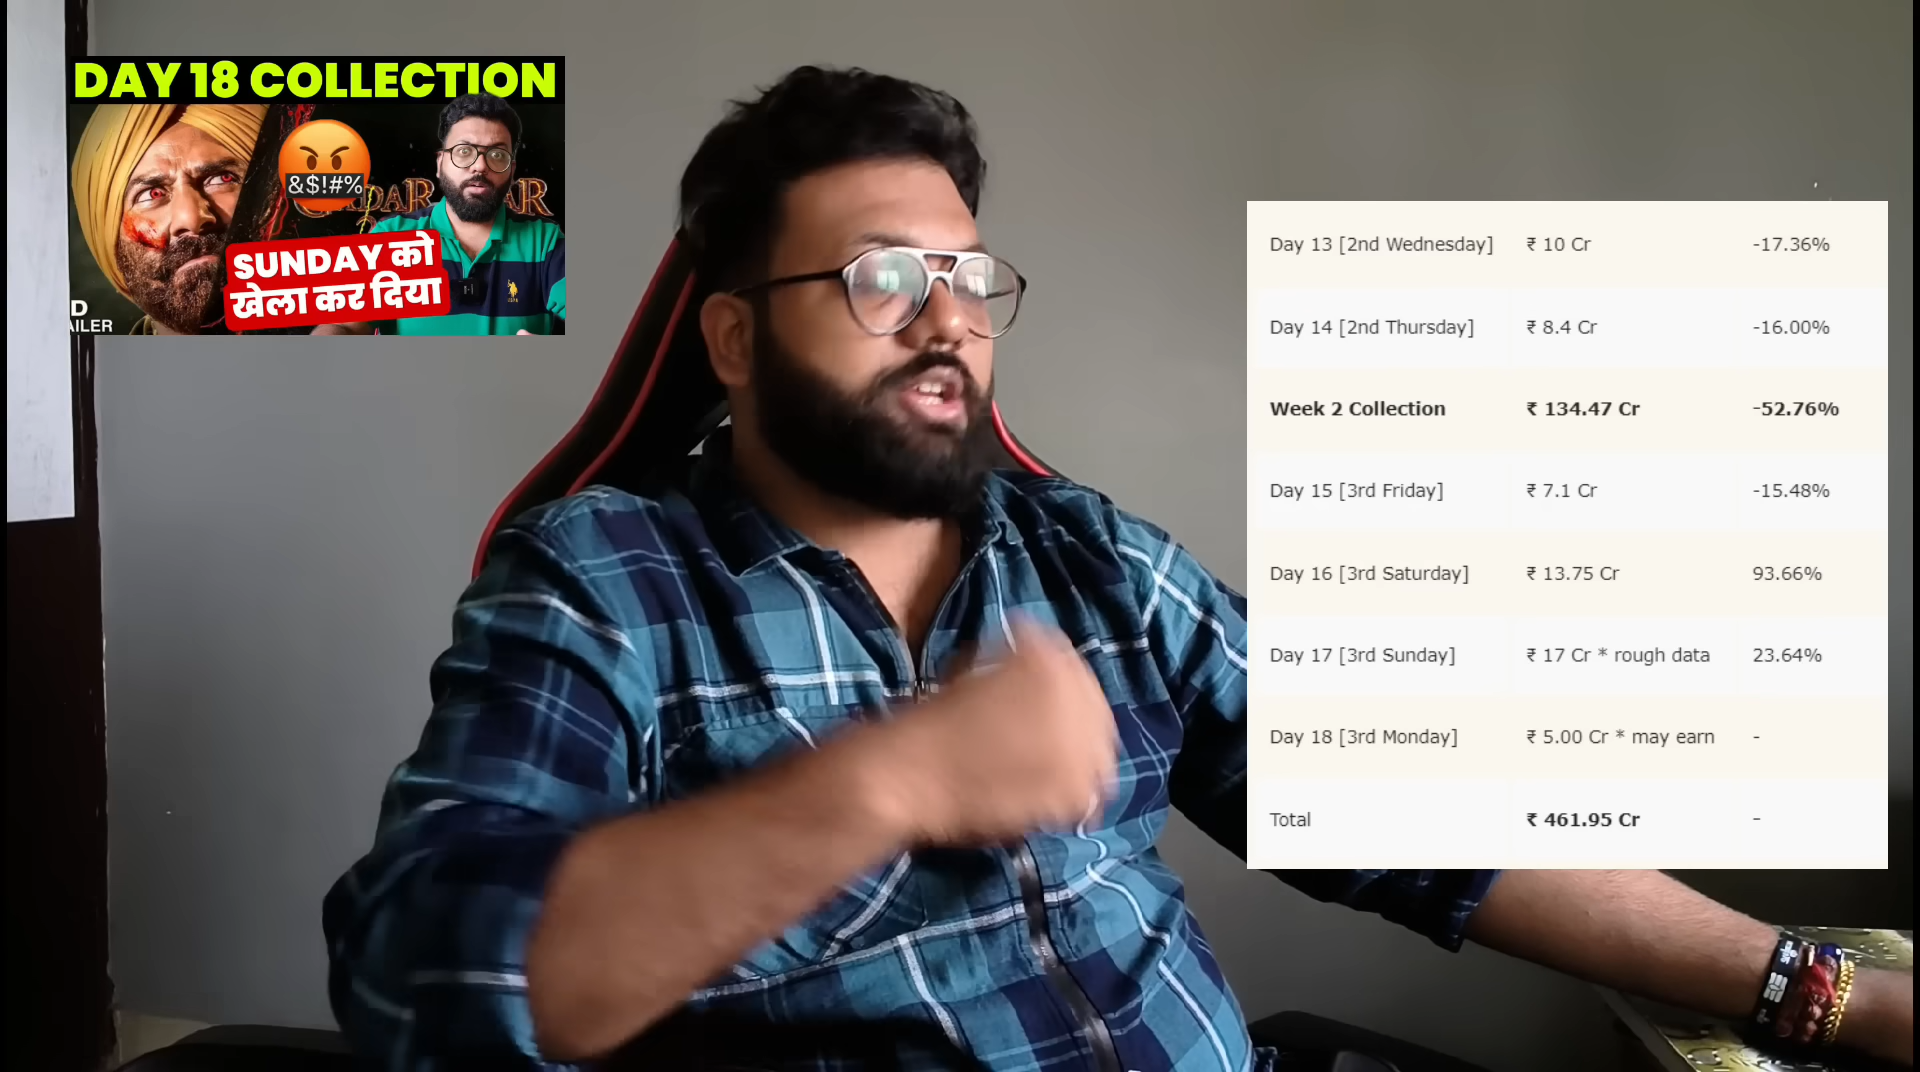 DAY 18 COLLECTION
&$!#%
SUNDAY को
खेला कर दिया
D
AILER
Day 13 [2nd Wednesday] ₹ 10 Cr -17.36%
Day 14 [2nd Thursday] ₹ 8.4 Cr -16.00%
Week 2 Collection ₹ 134.47 Cr -52.76%
Day 15 [3rd Friday] ₹ 7.1 Cr -15.48%
Day 16 [3rd Saturday] ₹ 13.75 Cr 93.66%
Day 17 [3rd Sunday] ₹ 17 Cr * rough data 23.64%
Day 18 [3rd Monday] ₹ 5.00 Cr * may earn -
Total ₹ 461.95 Cr -